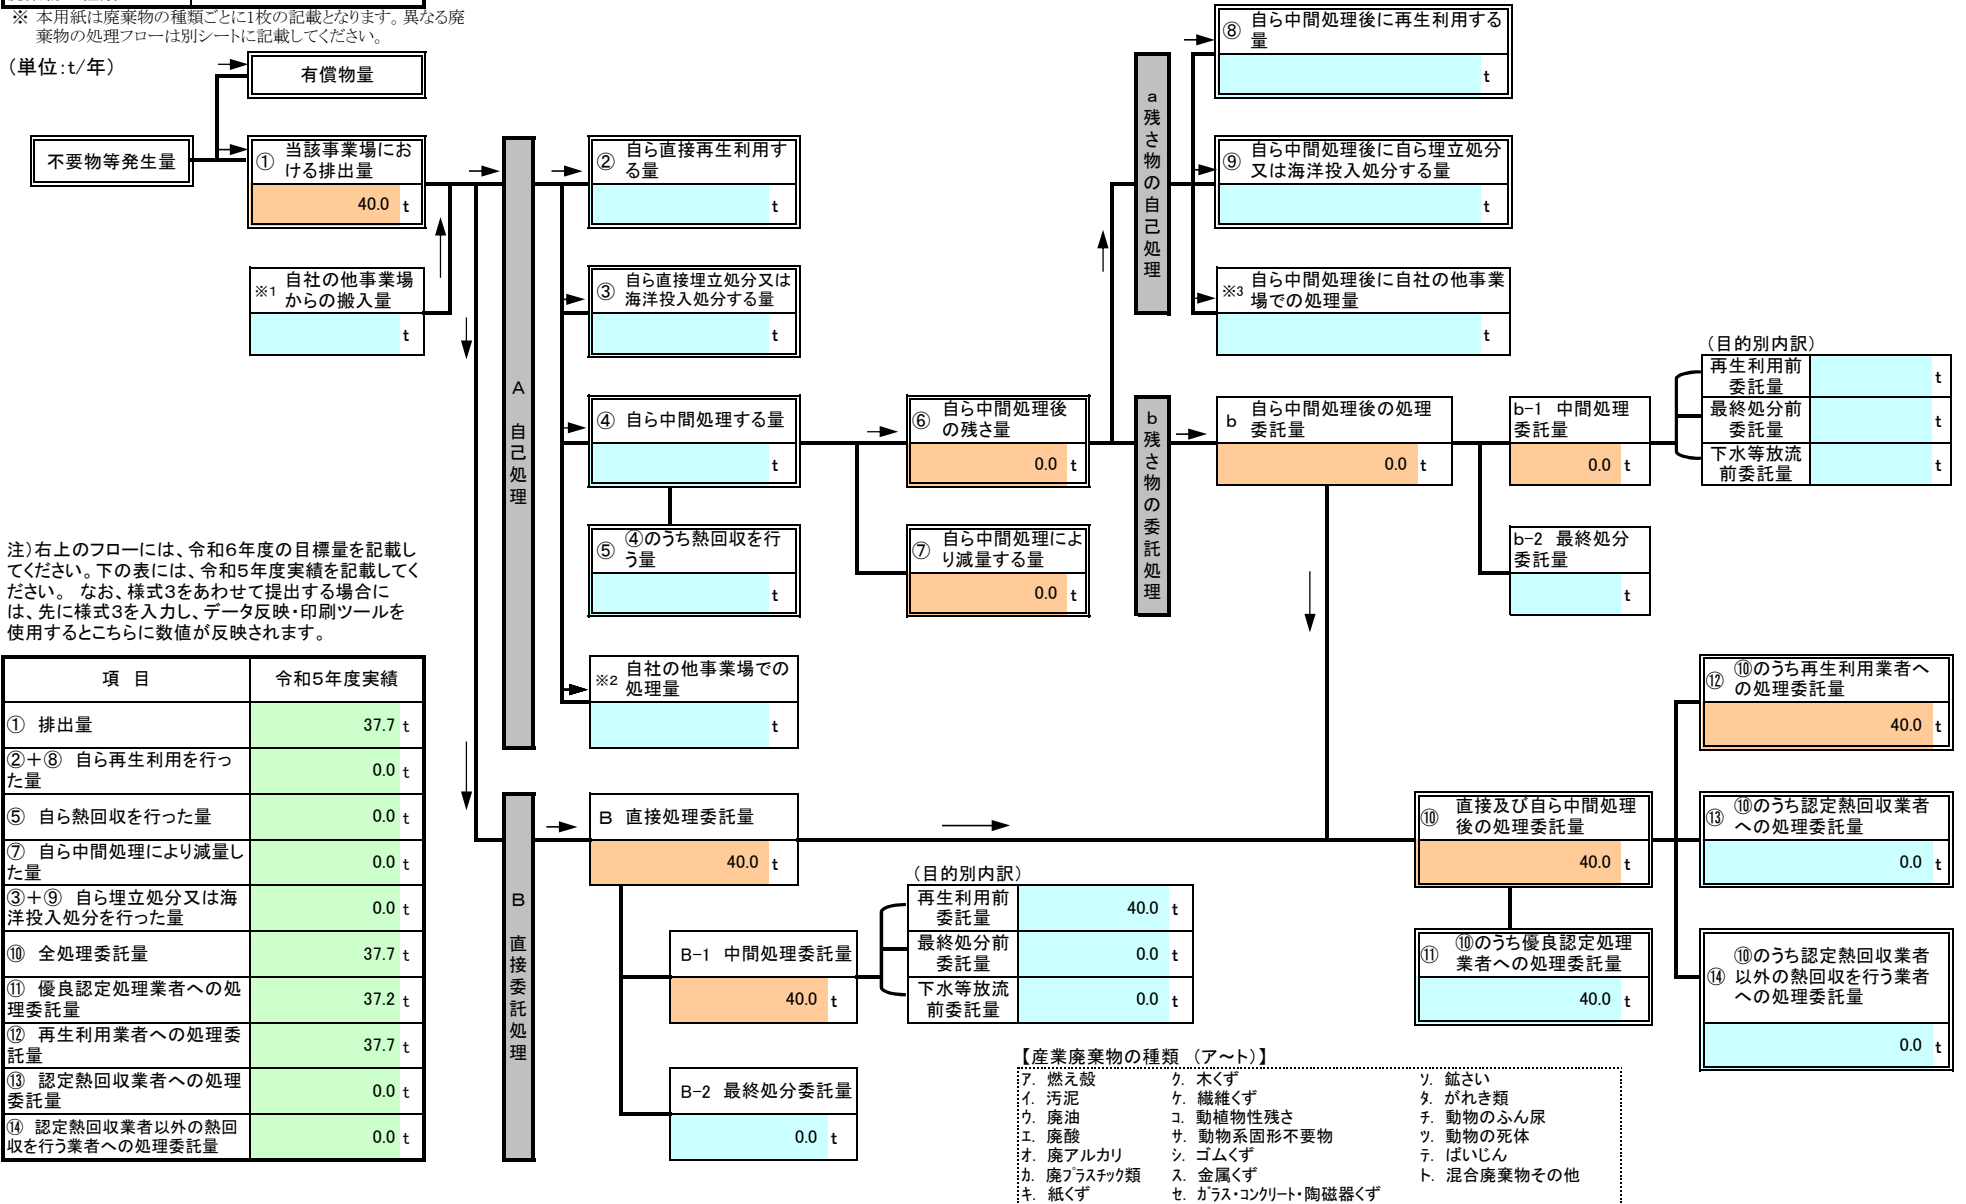 ※ 本用紙は廃棄物の種類ごとに1枚の記載となります。異なる廃
棄物の処理フローは別シートに記載してください。
(単位:t/年)
有償物量
不要物等発生量
① 当該事業場にお
ける排出量
40.0 t
※1 自社の他事業場
からの搬入量
t
A 自己処理
② 自ら直接再生利用す
る量
t
③ 自ら直接埋立処分又は
海洋投入処分する量
t
④ 自ら中間処理する量
t
⑤ ④のうち熱回収を行
う量
t
※2 自社の他事業場での
処理量
t
⑥ 自ら中間処理後
の残さ量
0.0 t
⑦ 自ら中間処理によ
り減量する量
0.0 t
a 残さ物の自己処理
⑧ 自ら中間処理後に再生利用する
量
t
⑨ 自ら中間処理後に自ら埋立処分
又は海洋投入処分する量
t
※3 自ら中間処理後に自社の他事業
場での処理量
t
b 残さ物の委託処理
b 自ら中間処理後の処理
委託量
0.0 t
b-1 中間処理
委託量
0.0 t
b-2 最終処分
委託量
t
(目的別内訳)
再生利用前
委託量
t
最終処分前
委託量
t
下水等放流
前委託量
t
注)右上のフローには、令和6年度の目標量を記載し
てください。下の表には、令和5年度実績を記載してく
ださい。 なお、様式3をあわせて提出する場合に
は、先に様式3を入力し、データ反映・印刷ツールを
使用するとこちらに数値が反映されます。
項 目 令和5年度実績
① 排出量 37.7 t
②+⑧ 自ら再生利用を行っ
た量 0.0 t
⑤ 自ら熱回収を行った量 0.0 t
⑦ 自ら中間処理により減量し
た量 0.0 t
③+⑨ 自ら埋立処分又は海
洋投入処分を行った量 0.0 t
⑩ 全処理委託量 37.7 t
⑪ 優良認定処理業者への処
理委託量 37.2 t
⑫ 再生利用業者への処理委
託量 37.7 t
⑬ 認定熱回収業者への処理
委託量 0.0 t
⑭ 認定熱回収業者以外の熱回
収を行う業者への処理委託量 0.0 t
B 直接委託処理
B 直接処理委託量
40.0 t
B-1 中間処理委託量
40.0 t
B-2 最終処分委託量
0.0 t
(目的別内訳)
再生利用前
委託量
40.0 t
最終処分前
委託量
0.0 t
下水等放流
前委託量
0.0 t
⑩ 直接及び自ら中間処理
後の処理委託量
40.0 t
⑪ ⑩のうち優良認定処理
業者への処理委託量
40.0 t
⑫ ⑩のうち再生利用業者へ
の処理委託量
40.0 t
⑬ ⑩のうち認定熱回収業者
への処理委託量
0.0 t
⑭ ⑩のうち認定熱回収業者
以外の熱回収を行う業者
への処理委託量
0.0 t
【産業廃棄物の種類 (ア~ト)】
ア. 燃え殻 ク. 木くず ソ. 鉱さい
イ. 汚泥 ケ. 繊維くず タ. がれき類
ウ. 廃油 コ. 動植物性残さ チ. 動物のふん尿
エ. 廃酸 サ. 動物系固形不要物 ツ. 動物の死体
オ. 廃アルカリ シ. ゴムくず テ. ばいじん
カ. 廃プラスチック類 ス. 金属くず ト. 混合廃棄物その他
キ. 紙くず セ. ガラス・コンクリート・陶磁器くず